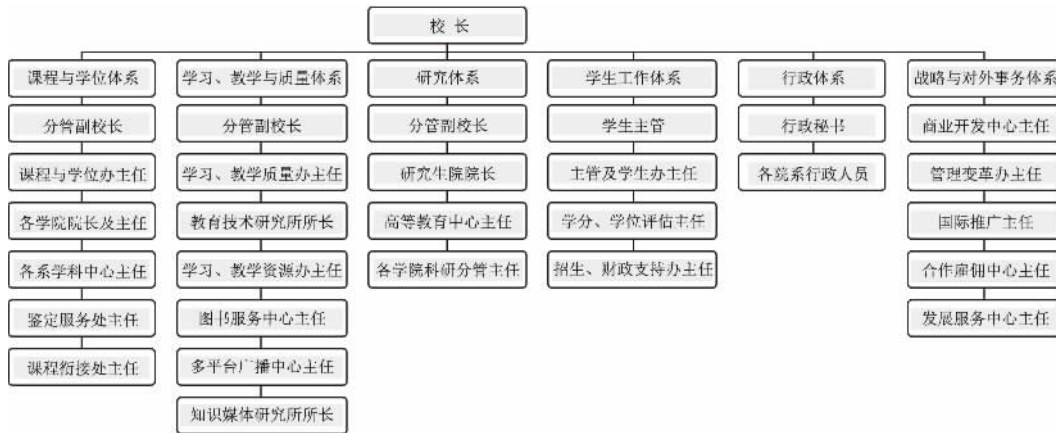 校长
课程与学位体系
学习、教学与质量体系
研究体系
学生工作体系
行政体系
战略与对外事务体系
分管副校长
分管副校长
分管副校长
学生主管
行政秘书
商业开发中心主任
课程与学位办主任
学习、教学质量办主任
研究生院院长
主管及学生办主任
各院系行政人员
管理变革办主任
各学院院长及主任
教育技术研究所所长
高等教育中心主任
学分、学位评估主任
国际推广主任
各系学科中心主任
学习、教学资源办主任
各学院科研分管主任
招生、财政支持办主任
合作雇佣中心主任
鉴定服务处主任
图书服务中心主任
发展服务中心主任
课程衔接处主任
多平台广播中心主任
知识媒体研究所所长